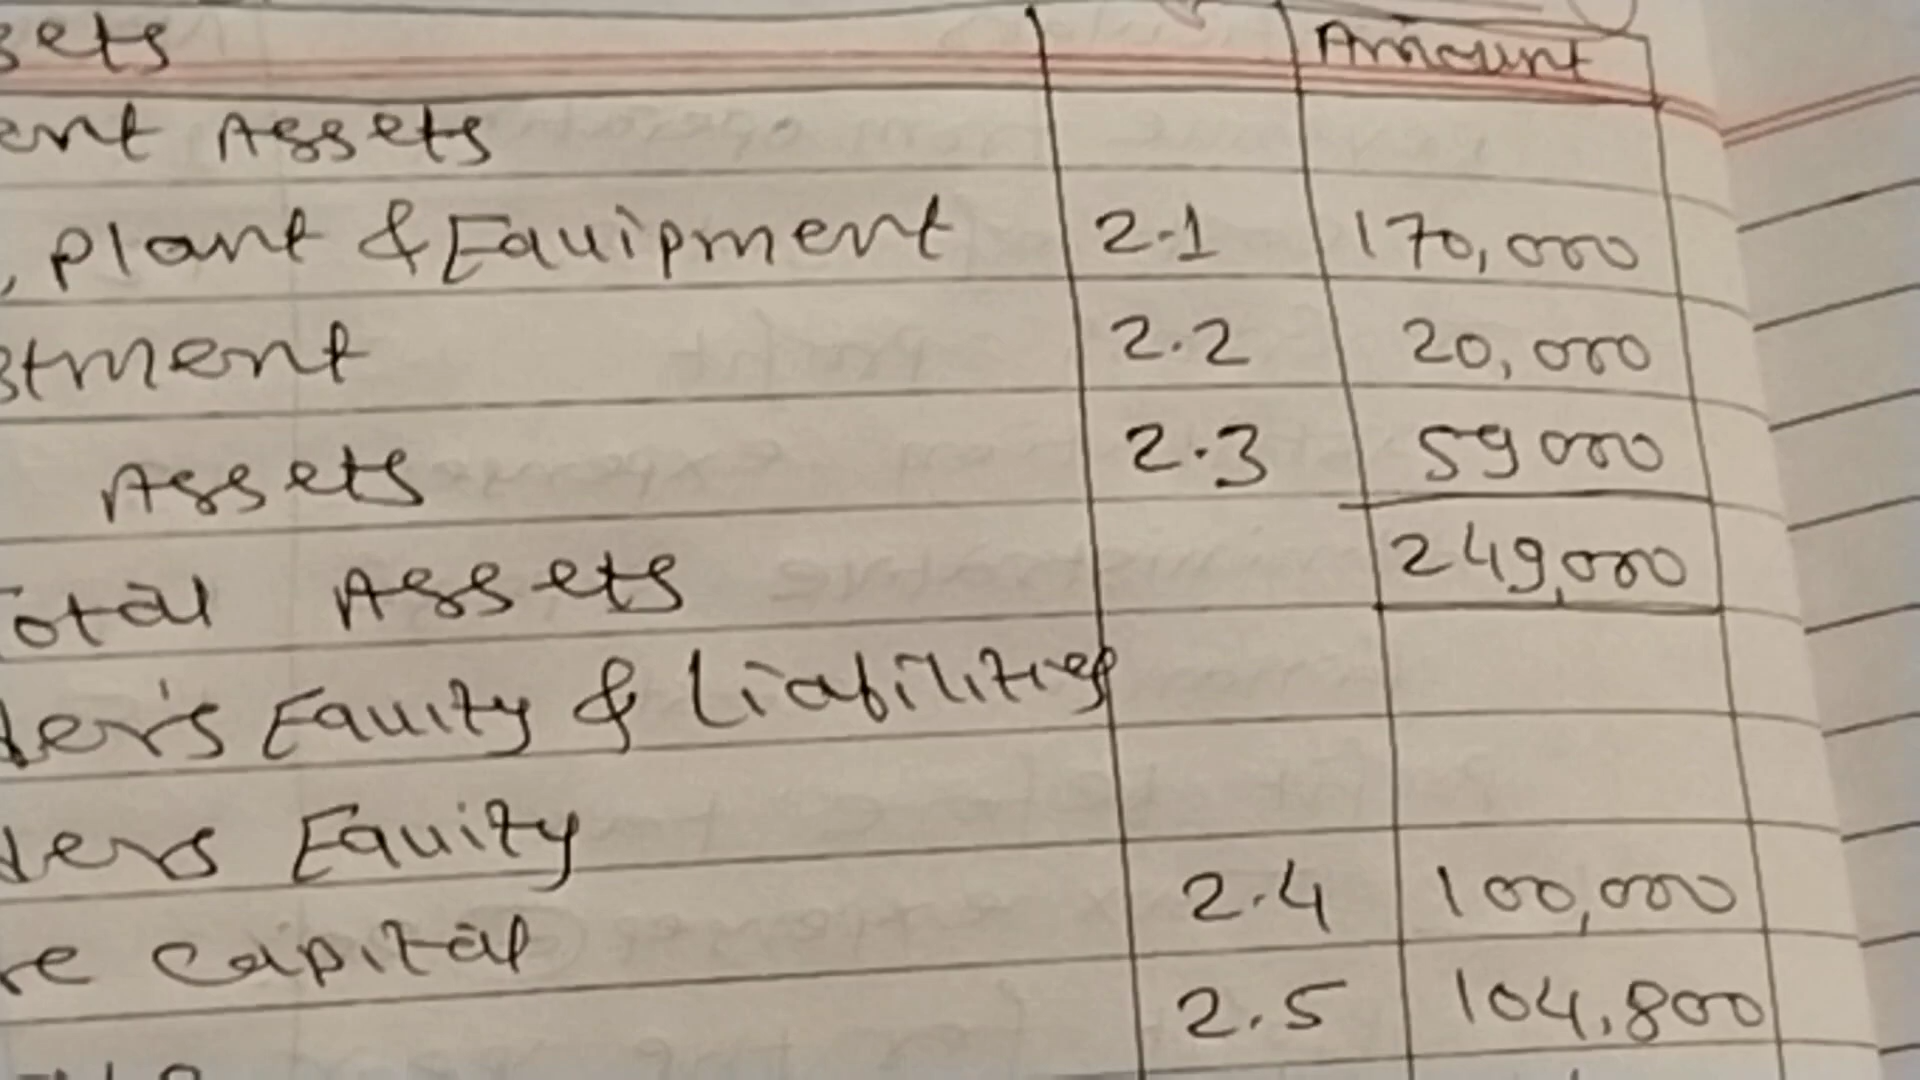 sets Amount
ent Assets
, Plant & Equipment 2.1 170,000
stment 2.2 20,000
Assets 2.3 59000
Total Assets 249,000
der's Equity & Liabilities
ders Equity
re capital 2.4 100,000
2.5 104,800